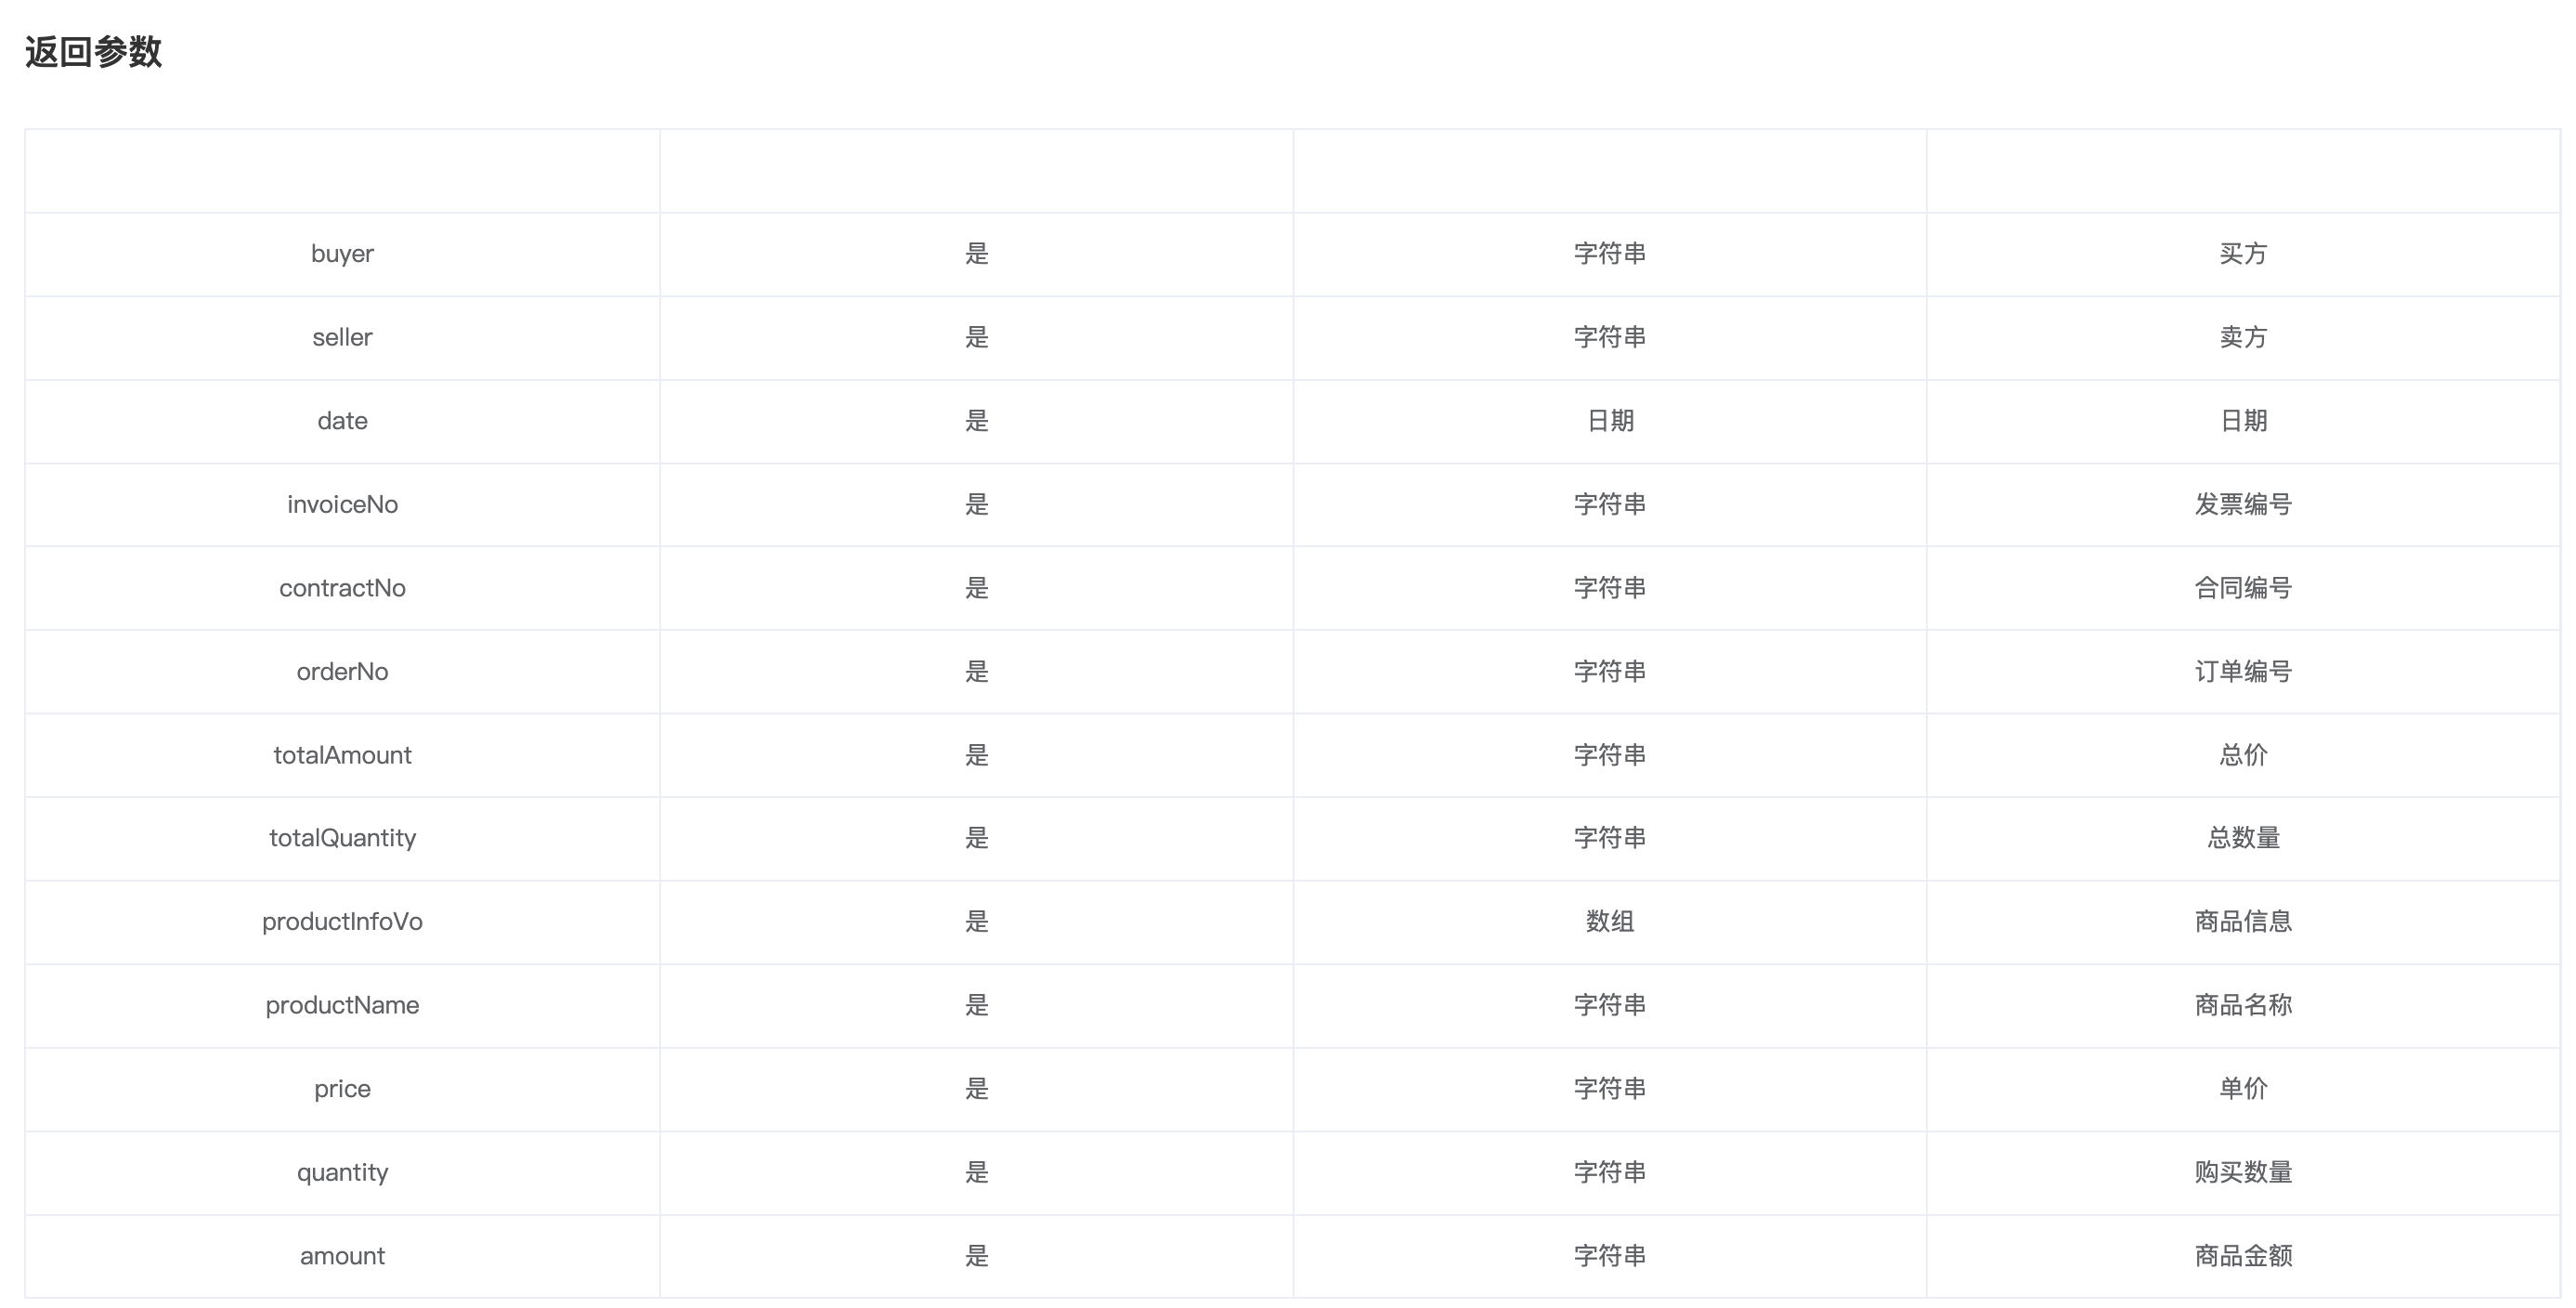 返回参数
buyer 是 字符串 买方
seller 是 字符串 卖方
date 是 日期 日期
invoiceNo 是 字符串 发票编号
contractNo 是 字符串 合同编号
orderNo 是 字符串 订单编号
totalAmount 是 字符串 总价
totalQuantity 是 字符串 总数量
productInfoVo 是 数组 商品信息
productName 是 字符串 商品名称
price 是 字符串 单价
quantity 是 字符串 购买数量
amount 是 字符串 商品金额